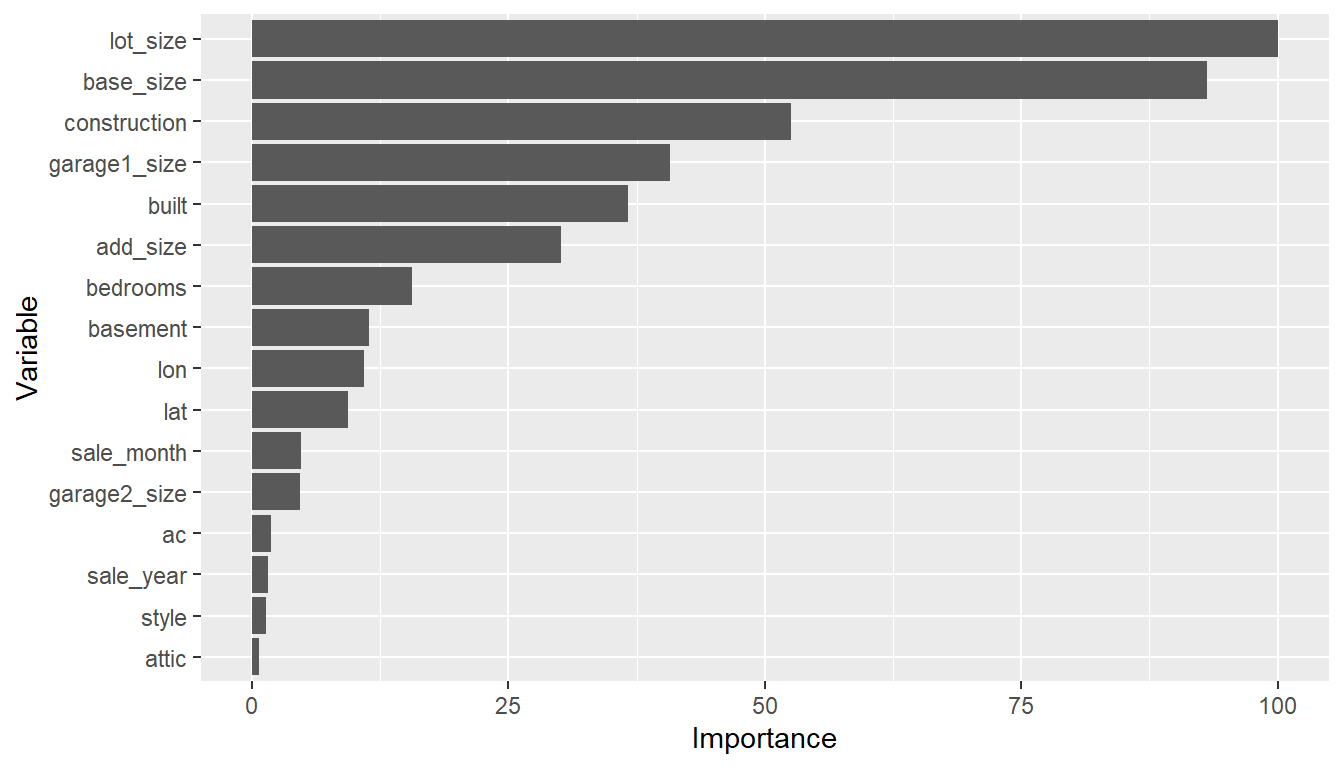 lot_size
base_size
construction
garage1_size
built
add_size
bedrooms
basement
lon
lat
sale_month
garage2_size
ac
sale_year
style
attic
Variable
0 25 50 75 100
Importance